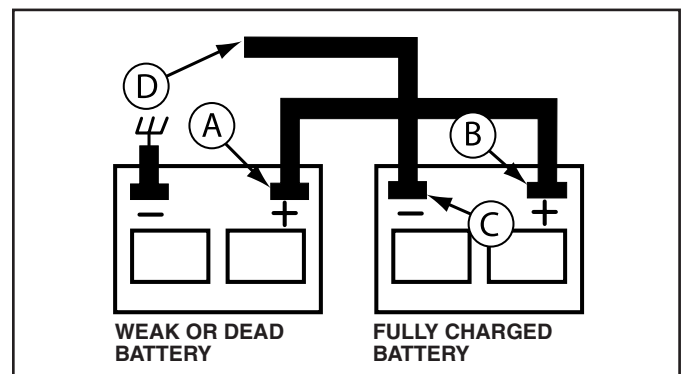 D
A
B
C
−
+
−
+
WEAK OR DEAD
BATTERY
FULLY CHARGED
BATTERY